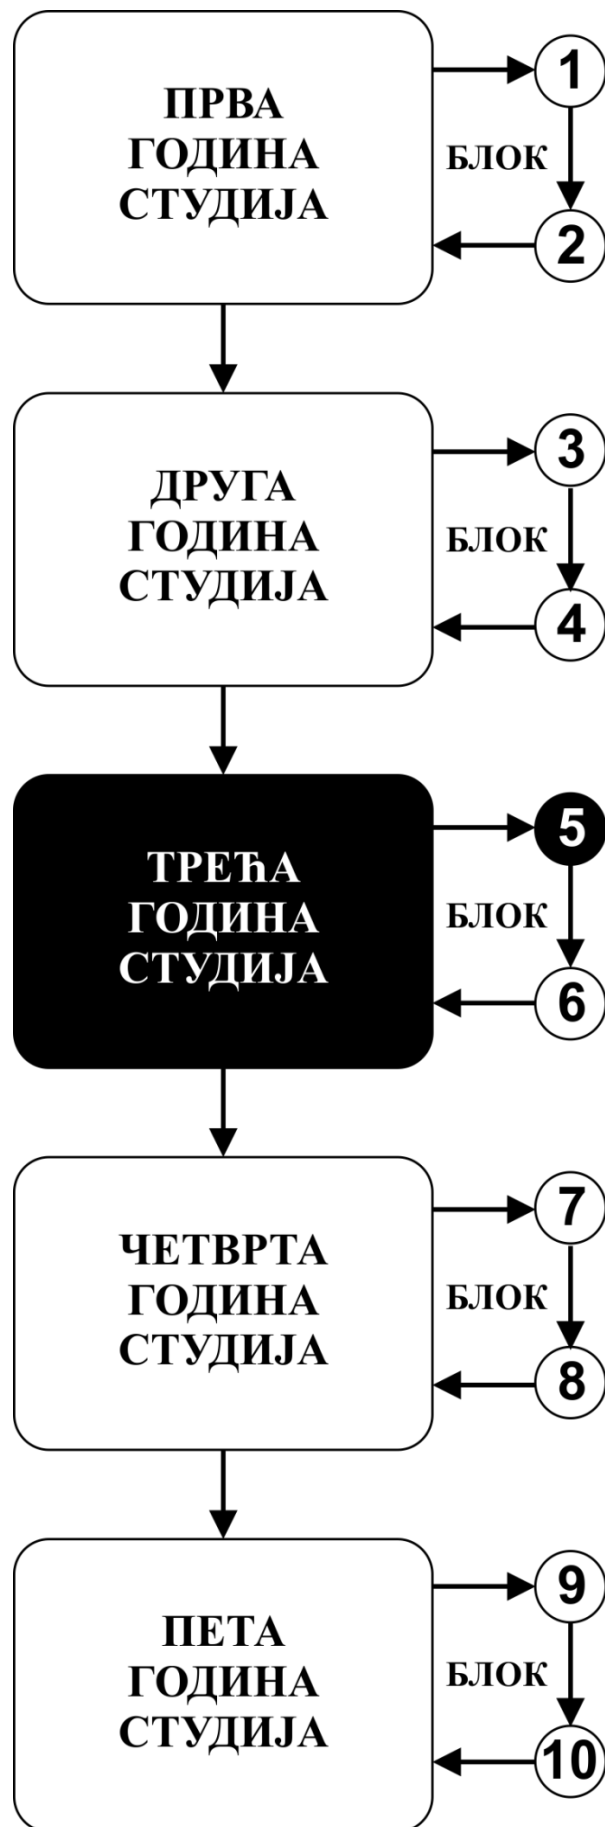 ПРВА
ГОДИНА
СТУДИЈА
1
БЛОК
2
ДРУГА
ГОДИНА
СТУДИЈА
3
БЛОК
4
ТРЕЋА
ГОДИНА
СТУДИЈА
5
БЛОК
6
ЧЕТВРТА
ГОДИНА
СТУДИЈА
7
БЛОК
8
ПЕТА
ГОДИНА
СТУДИЈА
9
БЛОК
10